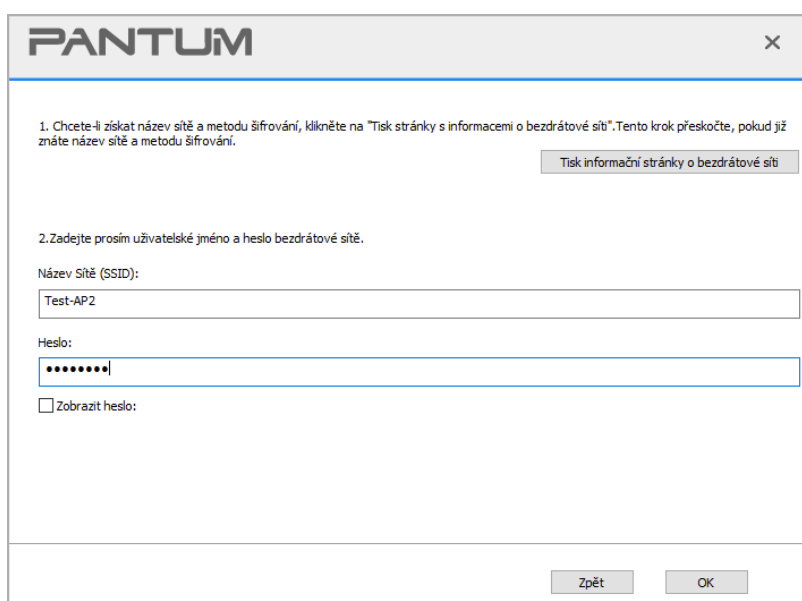 PANTUM
1. Chcete-li získat název sítě a metodu šifrování, klikněte na "Tisk stránky s informacemi o bezdrátové síti".Tento krok přeskočte, pokud již
znáte název sítě a metodu šifrování.
Tisk informační stránky o bezdrátové síti
2.Zadejte prosím uživatelské jméno a heslo bezdrátové sítě.
Název Sítě (SSID):
Test-AP2
Heslo:
••••••••
Zobrazit heslo:
Zpět
OK